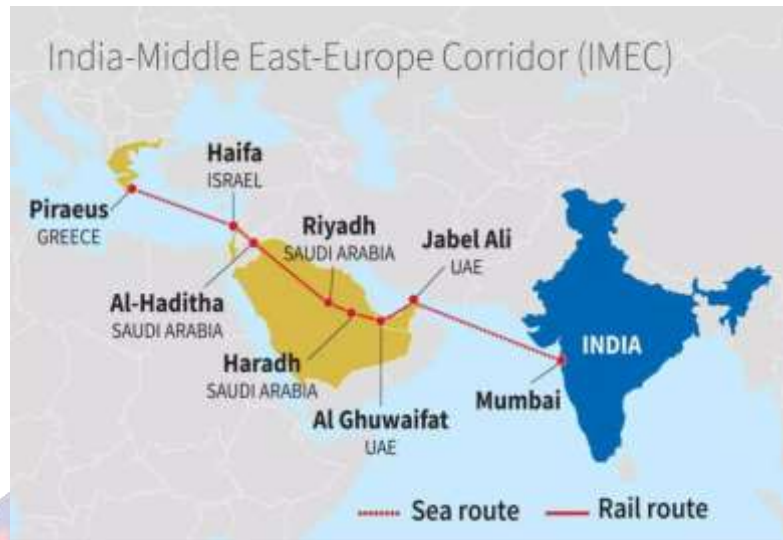 India-Middle East-Europe Corridor (IMEC)
Haifa
ISRAEL
Piraeus
GREECE
Riyadh
SAUDI ARABIA
Jabel Ali
UAE
Al-Haditha
SAUDI ARABIA
Haradh
SAUDI ARABIA
INDIA
Mumbai
Al Ghuwaifat
UAE
Sea route
Rail route